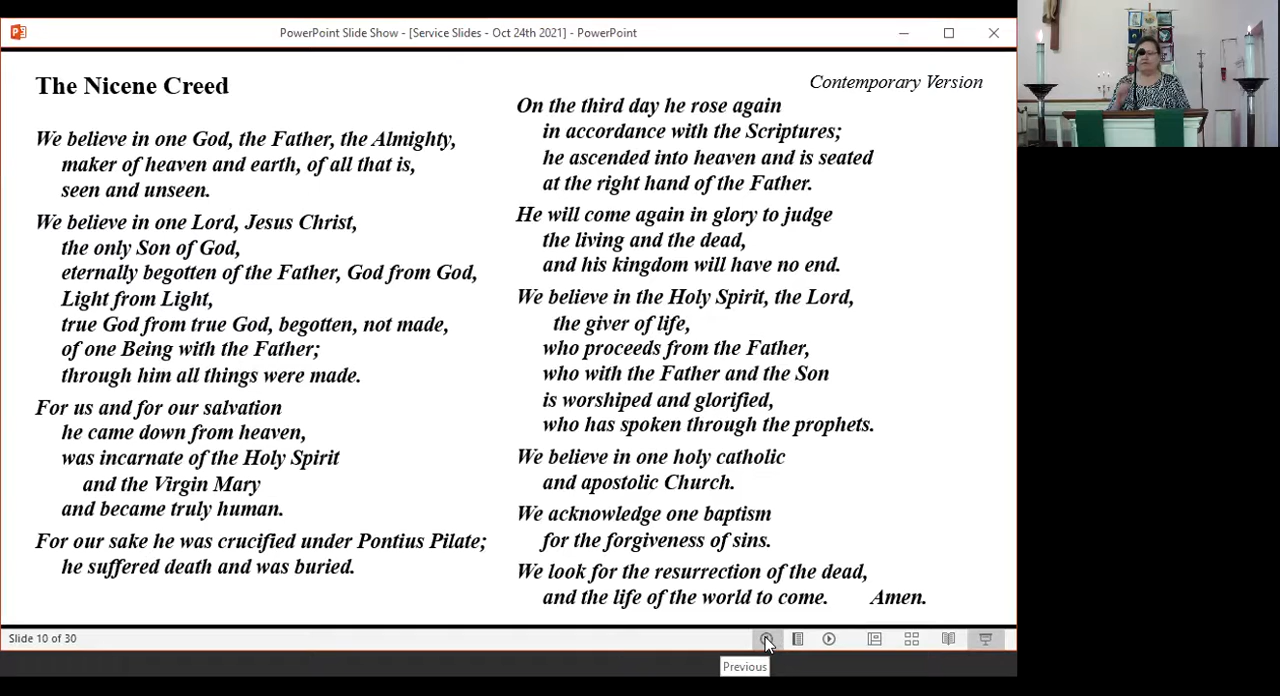 PowerPoint Slide Show - [Service Slides - Oct 24th 2021] - PowerPoint
The Nicene Creed
Contemporary Version
We believe in one God, the Father, the Almighty,
maker of heaven and earth, of all that is,
seen and unseen.
We believe in one Lord, Jesus Christ,
the only Son of God,
eternally begotten of the Father, God from God,
Light from Light,
true God from true God, begotten, not made,
of one Being with the Father;
through him all things were made.
For us and for our salvation
he came down from heaven,
was incarnate of the Holy Spirit
and the Virgin Mary
and became truly human.
For our sake he was crucified under Pontius Pilate;
he suffered death and was buried.
On the third day he rose again
in accordance with the Scriptures;
he ascended into heaven and is seated
at the right hand of the Father.
He will come again in glory to judge
the living and the dead,
and his kingdom will have no end.
We believe in the Holy Spirit, the Lord,
the giver of life,
who proceeds from the Father,
who with the Father and the Son
is worshiped and glorified,
who has spoken through the prophets.
We believe in one holy catholic
and apostolic Church.
We acknowledge one baptism
for the forgiveness of sins.
We look for the resurrection of the dead,
and the life of the world to come. Amen.
Slide 10 of 30
Previous